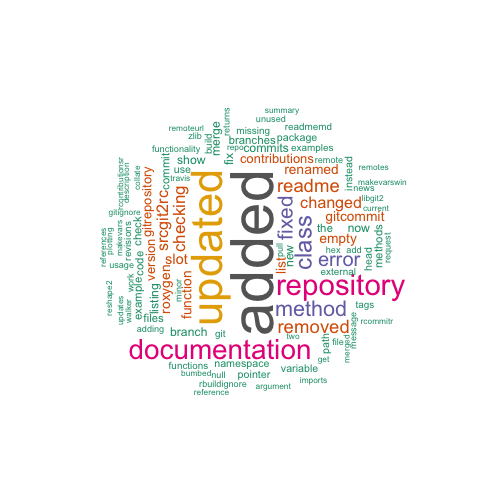 summary
unused
returns
readmemd
remoteurl
zlib
build
merge
missing
package
branches
functionality
repo
commits
examples
fix
contributions
remote
remotes
show
renamed
instead
use
commit
travis
readme
news
makevarswin
collate
rcontributionsr
description
gitrepository
srcgit2rc
checking
updated
added
fixed
class
changed
libgit2
current
gitcommit
gitignore
revisions
check
the
now
empty
hex
add
methods
request
references
plotting
makevars
code
version
slot
list
pull
new
error
head
external
usage
roxygen
minor
function
repository
reshape2
work
example
listing
method
tags
updates
walker
files
removed
rcommitr
message
adding
branch
git
two
path
file
merged
documentation
get
functions
namespace
variable
bumbed
null
pointer
imports
rbuildignore
argument
reference